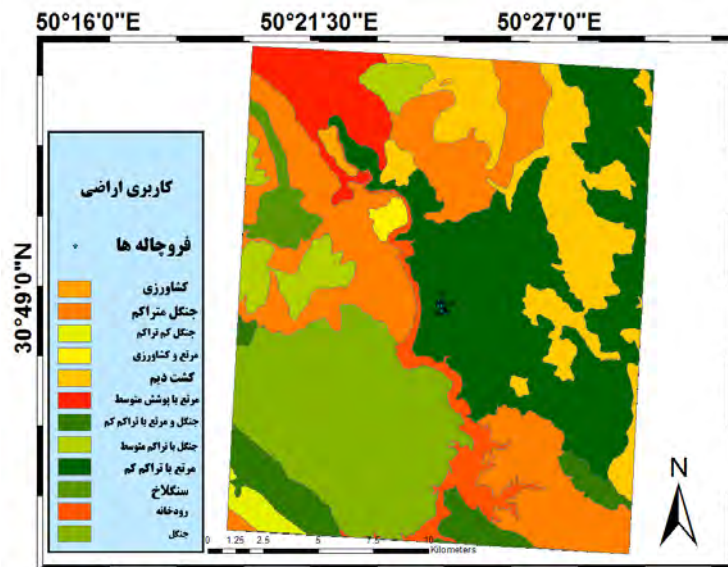 50°16'0"E 50°21'30"E 50°27'0"E
30°49'0"N
کاربری اراضی
فروچاله ها
کشاورزی
جنگل متراکم
جنگل کم تراکم
مرتع و کشاورزی
کشت دیم
مرتع با پوشش متوسط
جنگل و مرتع با تراکم کم
جنگل با تراکم متوسط
مرتع با تراکم کم
سنگلاخ
رودخانه
جنگل
N
0 1.25 2.5 5 7.5 10
Kilometers